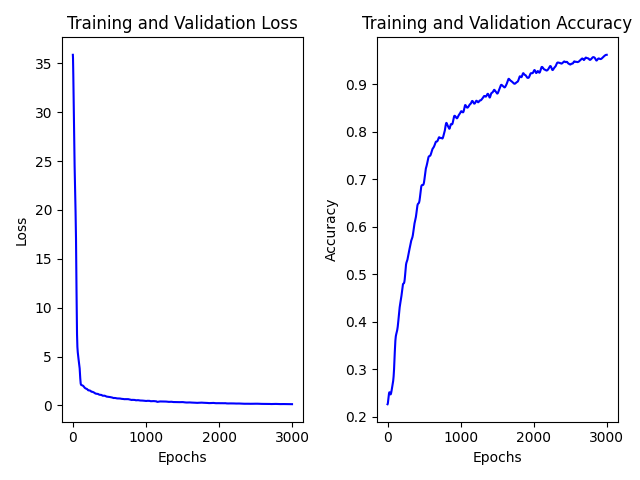 Training and Validation Loss
35
30
25
20
15
10
5
0
Loss
0 1000 2000 3000
Epochs
Training and Validation Accuracy
0.9
0.8
0.7
0.6
0.5
0.4
0.3
0.2
Accuracy
0 1000 2000 3000
Epochs